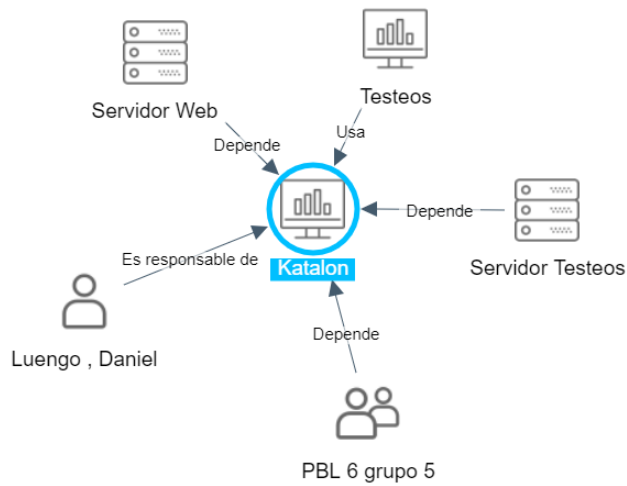 Servidor Web
Testeos
Depende
Usa
Depende
Servidor Testeos
Es responsable de
Katalon
Luengo , Daniel
Depende
PBL 6 grupo 5